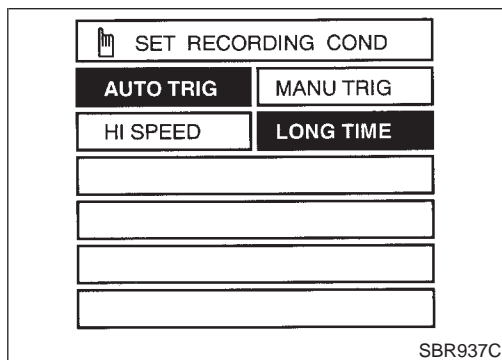 SET RECORDING COND
AUTO TRIG MANU TRIG
HI SPEED LONG TIME
SBR937C